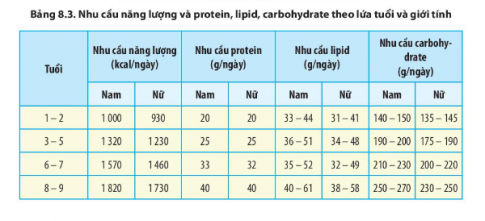 Bảng 8.3. Nhu cầu năng lượng và protein, lipid, carbohydrate theo lứa tuổi và giới tính
Tuổi Nhu cầu năng lượng (kcal/ngày) Nhu cầu protein (g/ngày) Nhu cầu lipid (g/ngày) Nhu cầu carbohy-drate (g/ngày)
Nam Nữ Nam Nữ Nam Nữ Nam Nữ
1 – 2 1 000 930 20 20 33 – 44 31 – 41 140 – 150 135 – 145
3 – 5 1 320 1 230 25 25 36 – 51 34 – 48 190 – 200 175 – 190
6 – 7 1 570 1 460 33 32 35 – 52 32 – 49 210 – 230 200 – 220
8 – 9 1 820 1 730 40 40 40 – 61 38 – 58 250 – 270 230 – 250